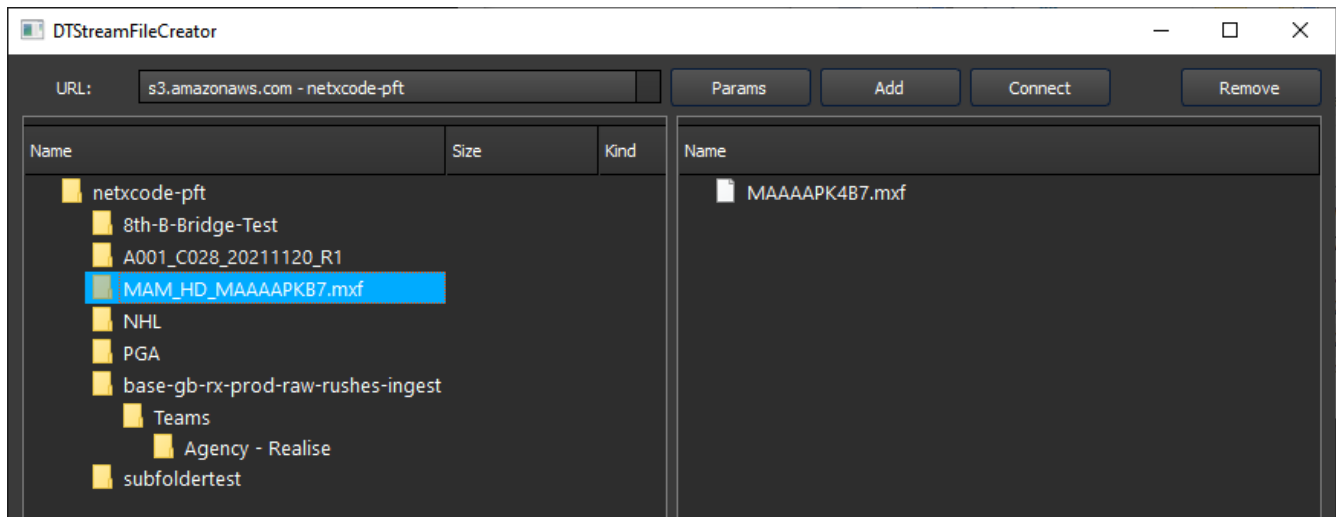 DTStreamFileCreator
URL: s3.amazonaws.com - netxcode-pft Params Add Connect Remove
Name Size Kind Name
netxcode-pft
8th-B-Bridge-Test
A001_C028_20211120_R1
MAM_HD_MAAAAPKB7.mxf
NHL
PGA
base-gb-rx-prod-raw-rushes-ingest
Teams
Agency - Realise
subfoldertest
MAAAAPK4B7.mxf